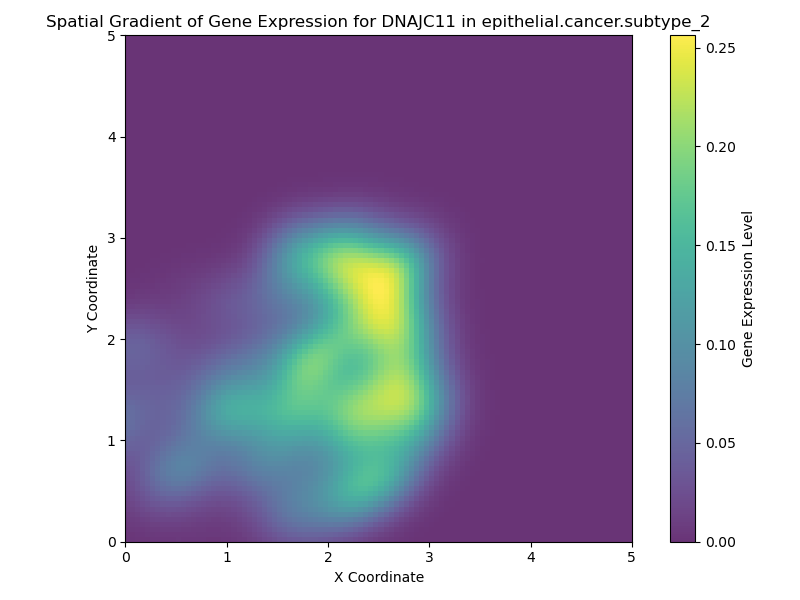 Spatial Gradient of Gene Expression for DNAJC11 in epithelial.cancer.subtype_2
5
4
3
2
1
0
Y Coordinate
0 1 2 3 4 5
X Coordinate
0.25
0.20
0.15
0.10
0.05
0.00
Gene Expression Level